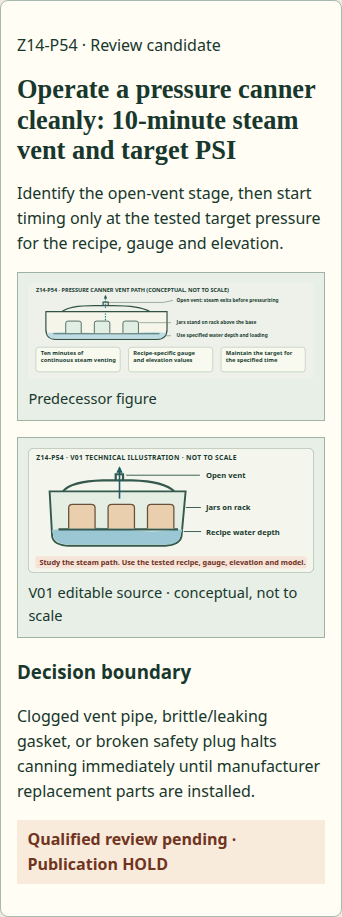 Z14-P54 · Review candidate
Operate a pressure canner
cleanly: 10-minute steam
vent and target PSI
Identify the open-vent stage, then start
timing only at the tested target pressure
for the recipe, gauge and elevation.
Z14-P54 · PRESSURE CANNER VENT PATH (CONCEPTUAL, NOT TO SCALE)
Open vent: steam exits before pressurizing
Jars stand on rack above the base
Use specified water depth and loading
Ten minutes of
continuous steam venting
Recipe-specific gauge
and elevation values
Maintain the target for
the specified time
Predecessor figure
Z14-P54 · V01 TECHNICAL ILLUSTRATION · NOT TO SCALE
Open vent
Jars on rack
Recipe water depth
Study the steam path. Use the tested recipe, gauge, elevation and model.
V01 editable source · conceptual, not to
scale
Decision boundary
Clogged vent pipe, brittle/leaking
gasket, or broken safety plug halts
canning immediately until manufacturer
replacement parts are installed.
Qualified review pending ·
Publication HOLD